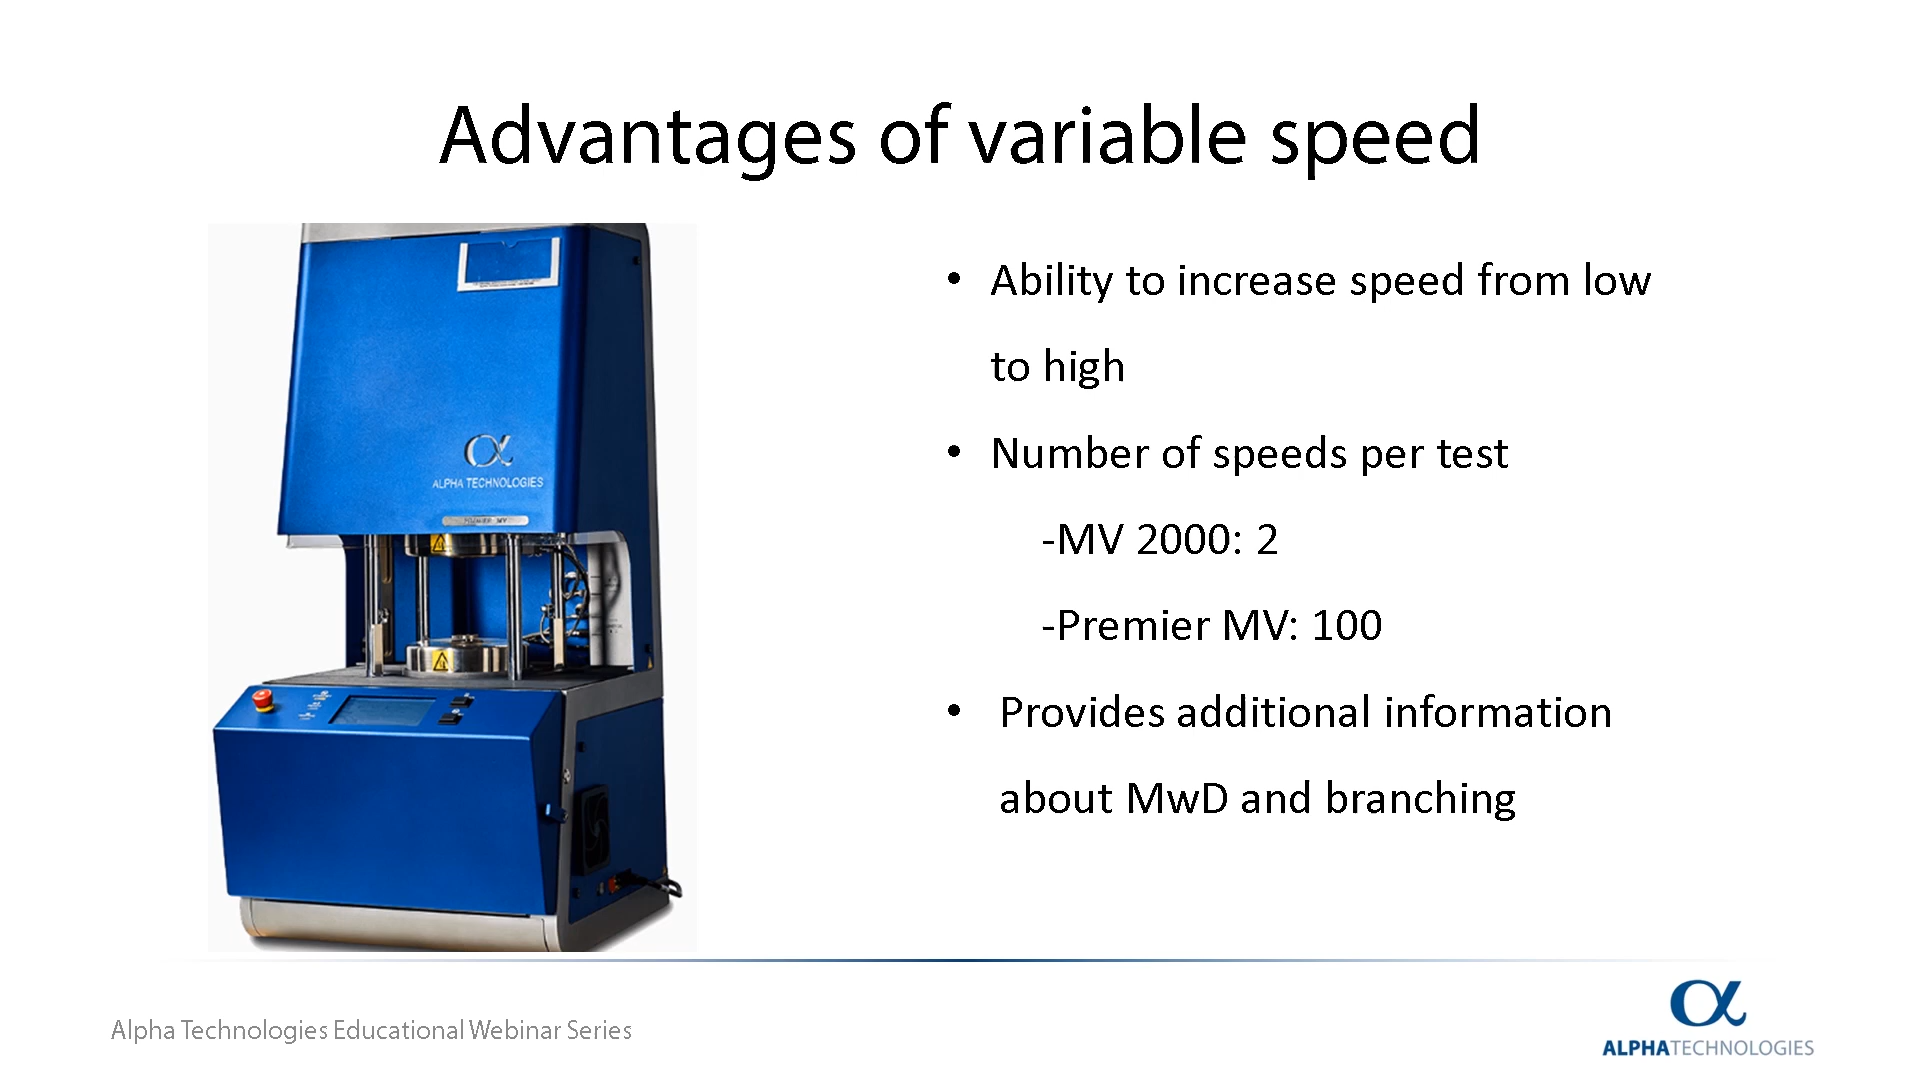 Advantages of variable speed
ALPHA TECHNOLOGIES
• Ability to increase speed from low
to high
• Number of speeds per test
-MV 2000: 2
-Premier MV: 100
• Provides additional information
about MwD and branching
Alpha Technologies Educational Webinar Series
ALPHATECHNOLOGIES